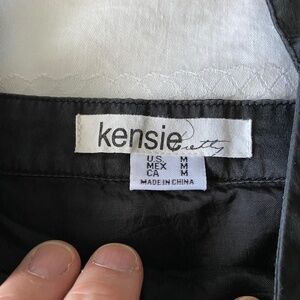 kensie Pretty
U.S. M
MEX M
CA M
MADE IN CHINA